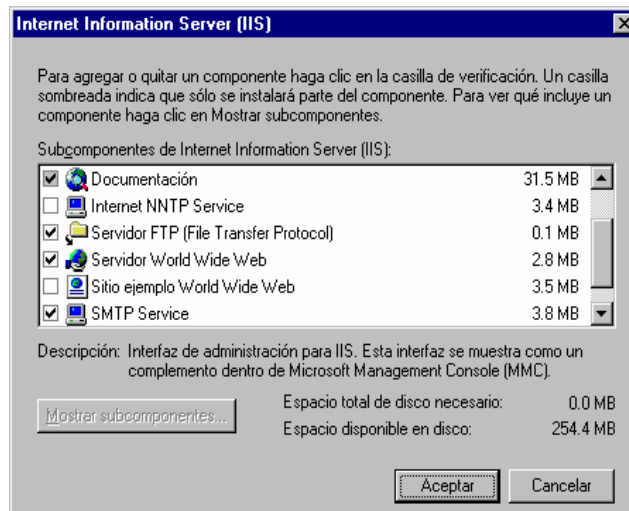 Internet Information Server (IIS)
Para agregar o quitar un componente haga clic en la casilla de verificación. Un casilla
sombreada indica que sólo se instalará parte del componente. Para ver qué incluye un
componente haga clic en Mostrar subcomponentes.
Subcomponentes de Internet Information Server (IIS):
Documentación 31.5 MB
Internet NNTP Service 3.4 MB
Servidor FTP (File Transfer Protocol) 0.1 MB
Servidor World Wide Web 2.8 MB
Sitio ejemplo World Wide Web 3.5 MB
SMTP Service 3.8 MB
Descripción: Interfaz de administración para IIS. Esta interfaz se muestra como un
complemento dentro de Microsoft Management Console (MMC).
Mostrar subcomponentes... Espacio total de disco necesario: 0.0 MB
Espacio disponible en disco: 254.4 MB
Aceptar Cancelar